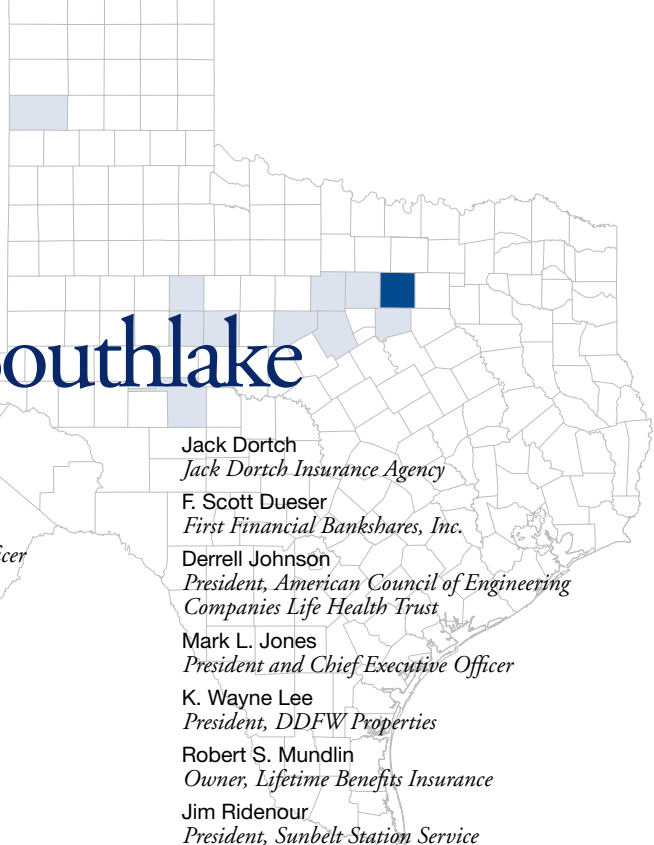 outhlake
Jack Dortch
Jack Dortch Insurance Agency
F. Scott Dueser
First Financial Bankshares, Inc.
icer
Derrell Johnson
President, American Council of Engineering
Companies Life Health Trust
Mark L. Jones
President and Chief Executive Officer
K. Wayne Lee
President, DDFW Properties
Robert S. Mundlin
Owner, Lifetime Benefits Insurance
Jim Ridenour
President, Sunbelt Station Service